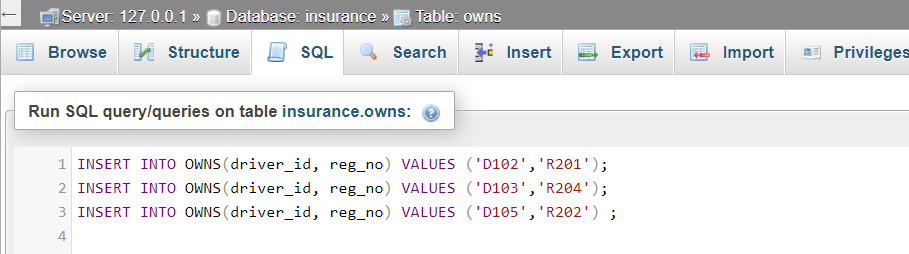 Server: 127.0.0.1 » Database: insurance » Table: owns
Browse Structure SQL Search Insert Export Import Privileges
Run SQL query/queries on table insurance.owns:
1 INSERT INTO OWNS(driver_id, reg_no) VALUES ('D102','R201');
2 INSERT INTO OWNS(driver_id, reg_no) VALUES ('D103','R204');
3 INSERT INTO OWNS(driver_id, reg_no) VALUES ('D105','R202') ;
4